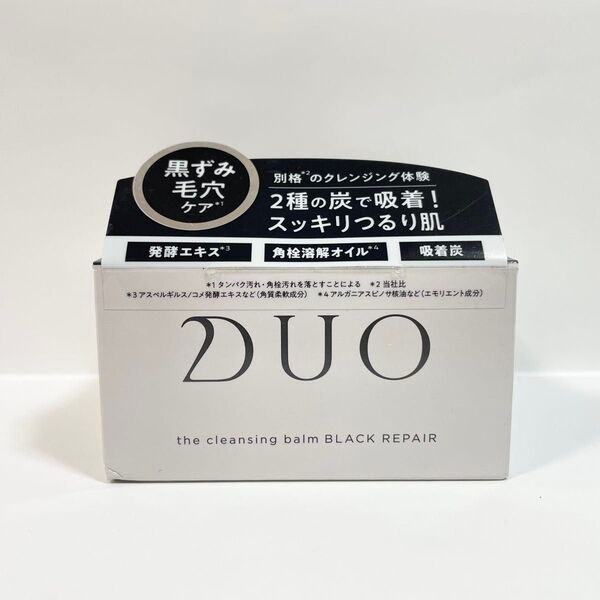 黒ずみ
毛穴
ケア*1
別格*2のクレンジング体験
2種の炭で吸着！
スッキリつるり肌
発酵エキス*3 角栓溶解オイル*4 吸着炭
*1 タンパク汚れ・角栓汚れを落とすことによる *2 当社比
*3 アスペルギルス/コメ発酵エキスなど(角質柔軟成分) *4 アルガニアスピノサ核油など(エモリエント成分)
DUO
the cleansing balm BLACK REPAIR